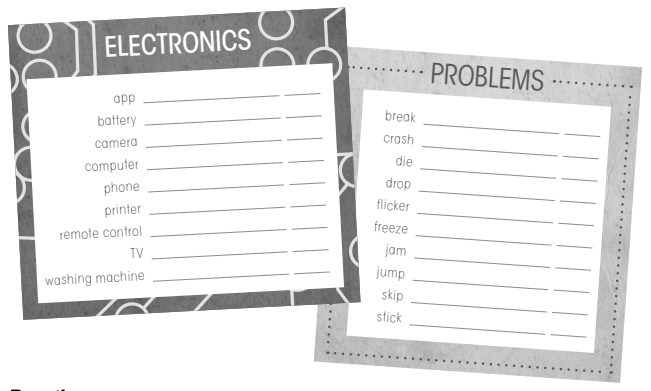 ELECTRONICS
app
battery
camera
computer
phone
printer
remote control
TV
washing machine
PROBLEMS
break
crash
die
drop
flicker
freeze
jam
jump
skip
stick